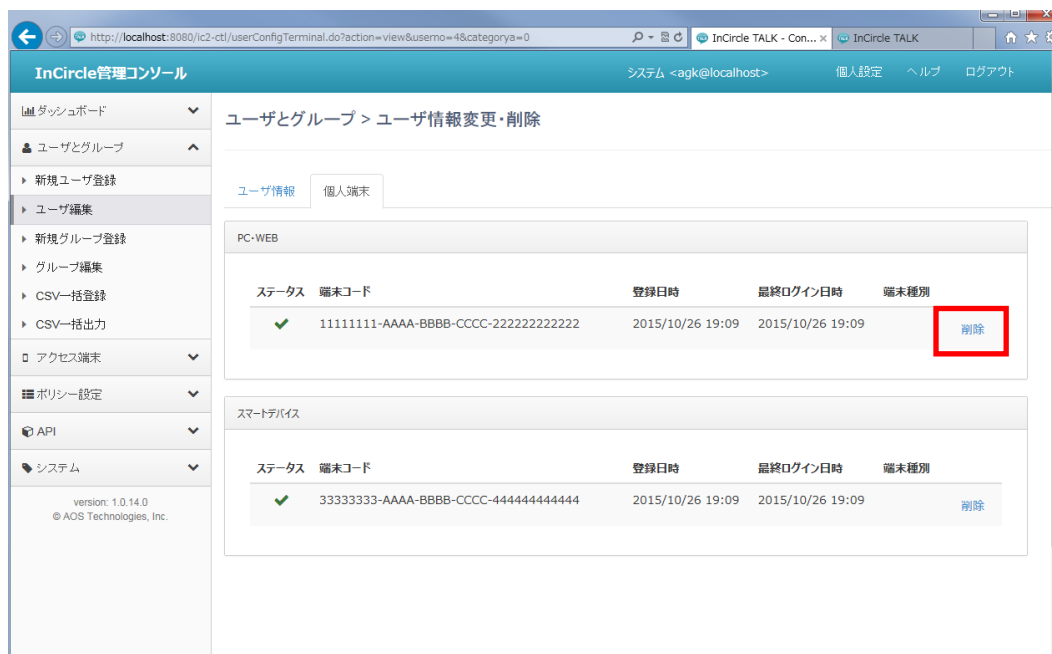 http://localhost:8080/ic2-ctl/userConfigTerminal.do?action=view&userno=4&categorya=0
InCircle TALK - Con...
InCircle TALK
InCircle管理コンソール
システム <agk@localhost>
個人設定
ヘルプ
ログアウト
ダッシュボード
ユーザとグループ
新規ユーザ登録
ユーザ編集
新規グループ登録
グループ編集
CSV一括登録
CSV一括出力
アクセス端末
ポリシー設定
API
システム
version: 1.0.14.0
© AOS Technologies, Inc.
ユーザとグループ > ユーザ情報変更・削除
ユーザ情報
個人端末
PC・WEB
ステータス 端末コード 登録日時 最終ログイン日時 端末種別
11111111-AAAA-BBBB-CCCC-222222222222 2015/10/26 19:09 2015/10/26 19:09 削除
スマートデバイス
ステータス 端末コード 登録日時 最終ログイン日時 端末種別
33333333-AAAA-BBBB-CCCC-444444444444 2015/10/26 19:09 2015/10/26 19:09 削除